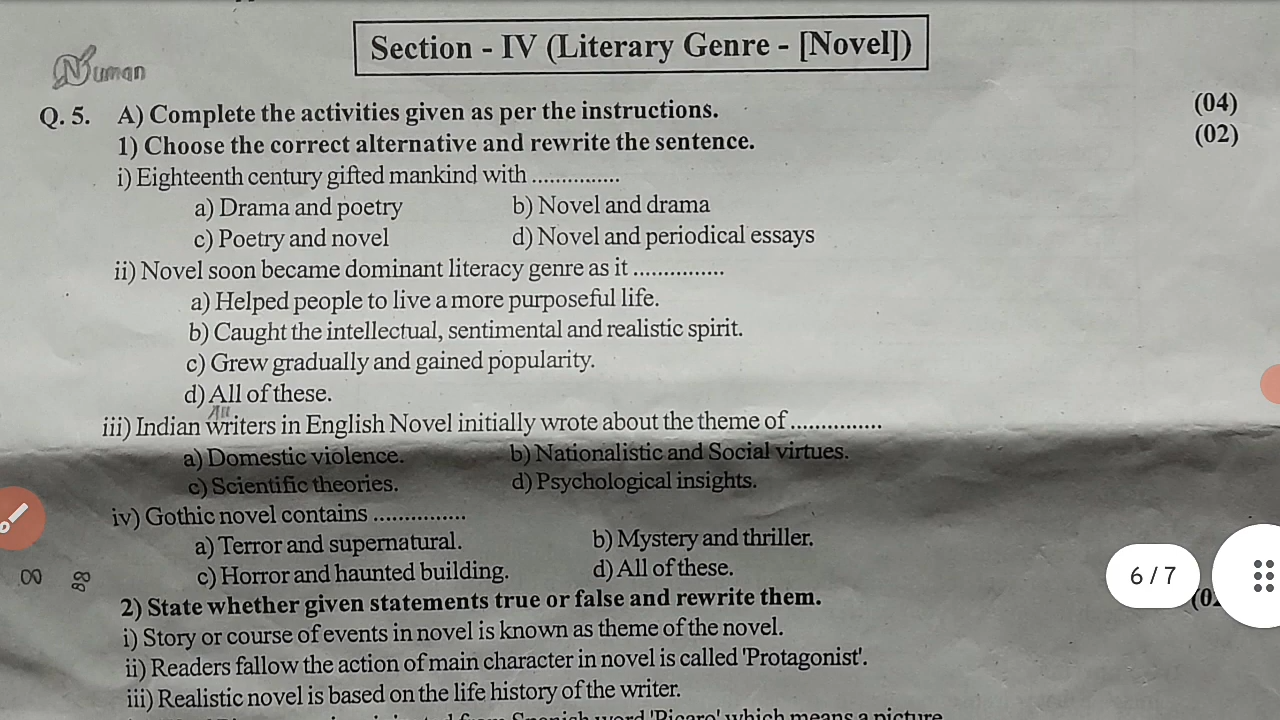 Section - IV (Literary Genre - [Novel])
Numan
Q. 5. A) Complete the activities given as per the instructions. (04)
1) Choose the correct alternative and rewrite the sentence. (02)
i) Eighteenth century gifted mankind with ...............
a) Drama and poetry b) Novel and drama
c) Poetry and novel d) Novel and periodical essays
ii) Novel soon became dominant literacy genre as it ...............
a) Helped people to live a more purposeful life.
b) Caught the intellectual, sentimental and realistic spirit.
c) Grew gradually and gained popularity.
d) All of these.
All
iii) Indian writers in English Novel initially wrote about the theme of ...............
a) Domestic violence. b) Nationalistic and Social virtues.
c) Scientific theories. d) Psychological insights.
iv) Gothic novel contains ...............
a) Terror and supernatural. b) Mystery and thriller.
c) Horror and haunted building. d) All of these.
6 / 7
2) State whether given statements true or false and rewrite them.
i) Story or course of events in novel is known as theme of the novel.
ii) Readers fallow the action of main character in novel is called 'Protagonist'.
iii) Realistic novel is based on the life history of the writer.
from Spanish word 'Picaro' which means a picture